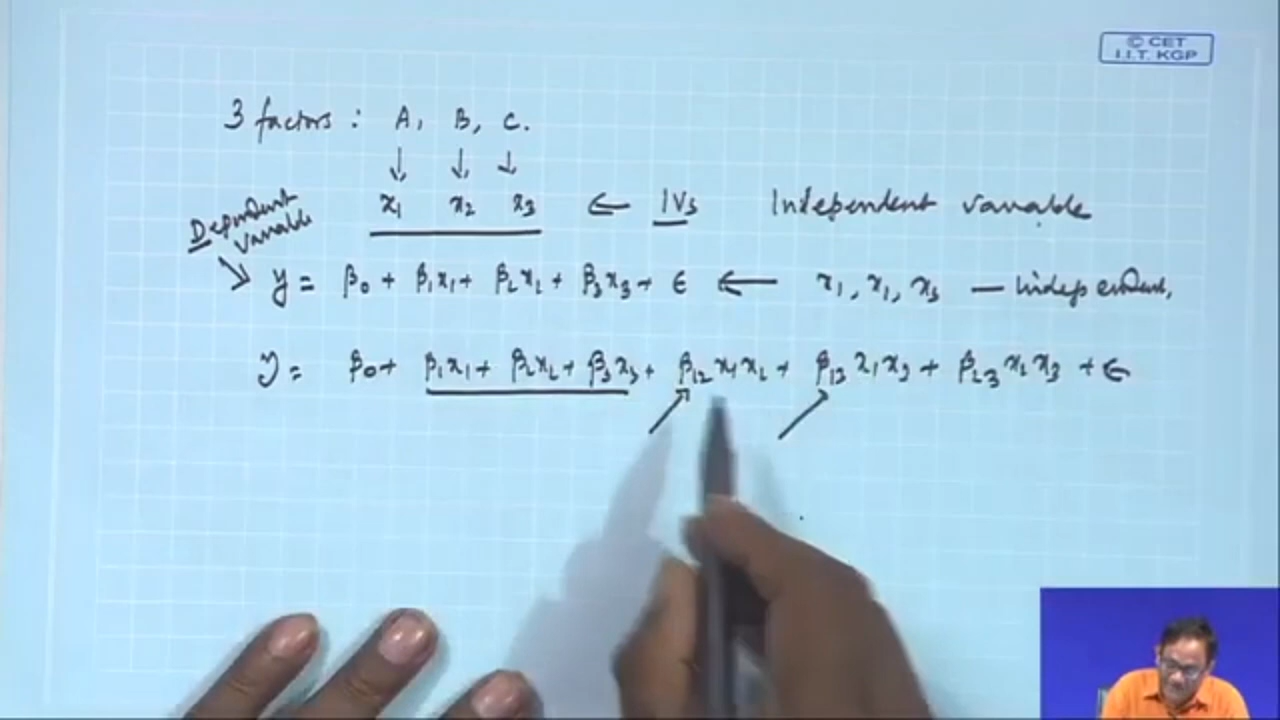 © CET
I.I.T. KGP
3 factors : A, B, C.
↓ ↓ ↓
x₁ x₂ x₃ ⇐ IVs Independent variable
Dependent
variable
y = β₀ + β₁x₁ + β₂x₂ + β₃x₃ + ϵ ⇐ x₁, x₁, x₃ — independent,
y = β₀ + β₁x₁ + β₂x₂ + β₃x₃ + β₁₂x₁x₂ + β₁₃x₁x₃ + β₂₃x₂x₃ + ϵ